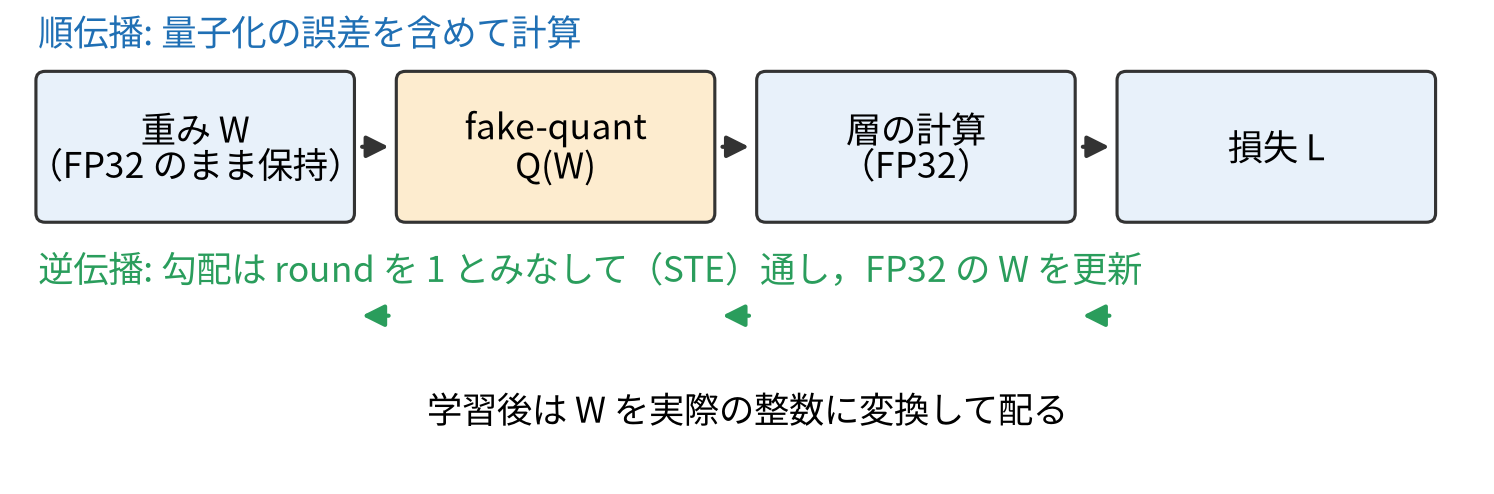 順伝播: 量子化の誤差を含めて計算
重み W
（FP32 のまま保持）
fake-quant
Q(W)
層の計算
（FP32）
損失 L
逆伝播: 勾配は round を 1 とみなして（STE）通し，FP32 の W を更新
学習後は W を実際の整数に変換して配る